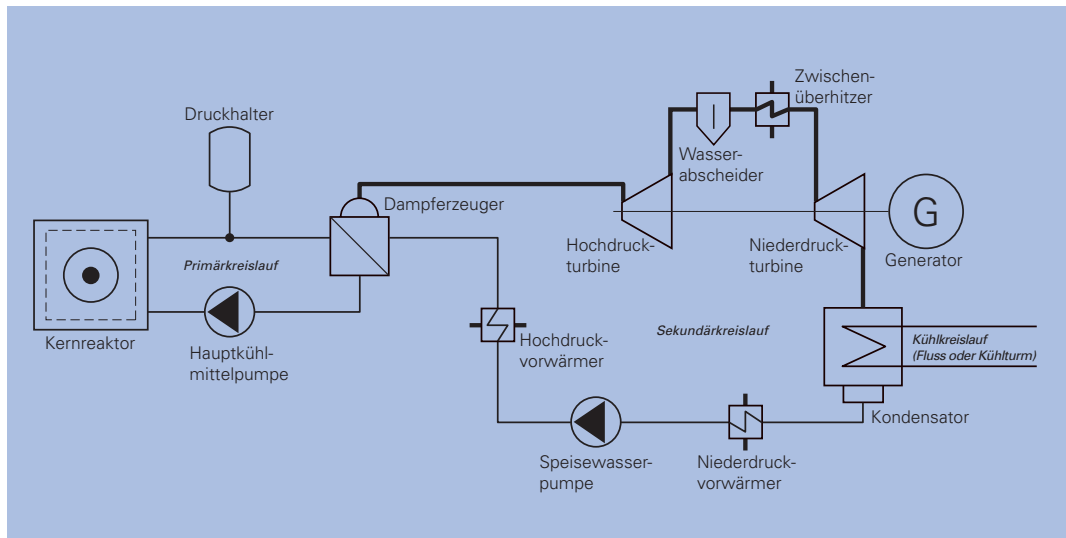 Zwischen-
überhitzer
Druckhalter
Wasser-
abscheider
Dampferzeuger
G
Hochdruck-
turbine
Niederdruck-
turbine
Generator
Primärkreislauf
Kernreaktor
Hauptkühl-
mittelpumpe
Hochdruck-
vorwärmer
Sekundärkreislauf
Kühlkreislauf
(Fluss oder Kühlturm)
Kondensator
Speisewasser-
pumpe
Niederdruck-
vorwärmer